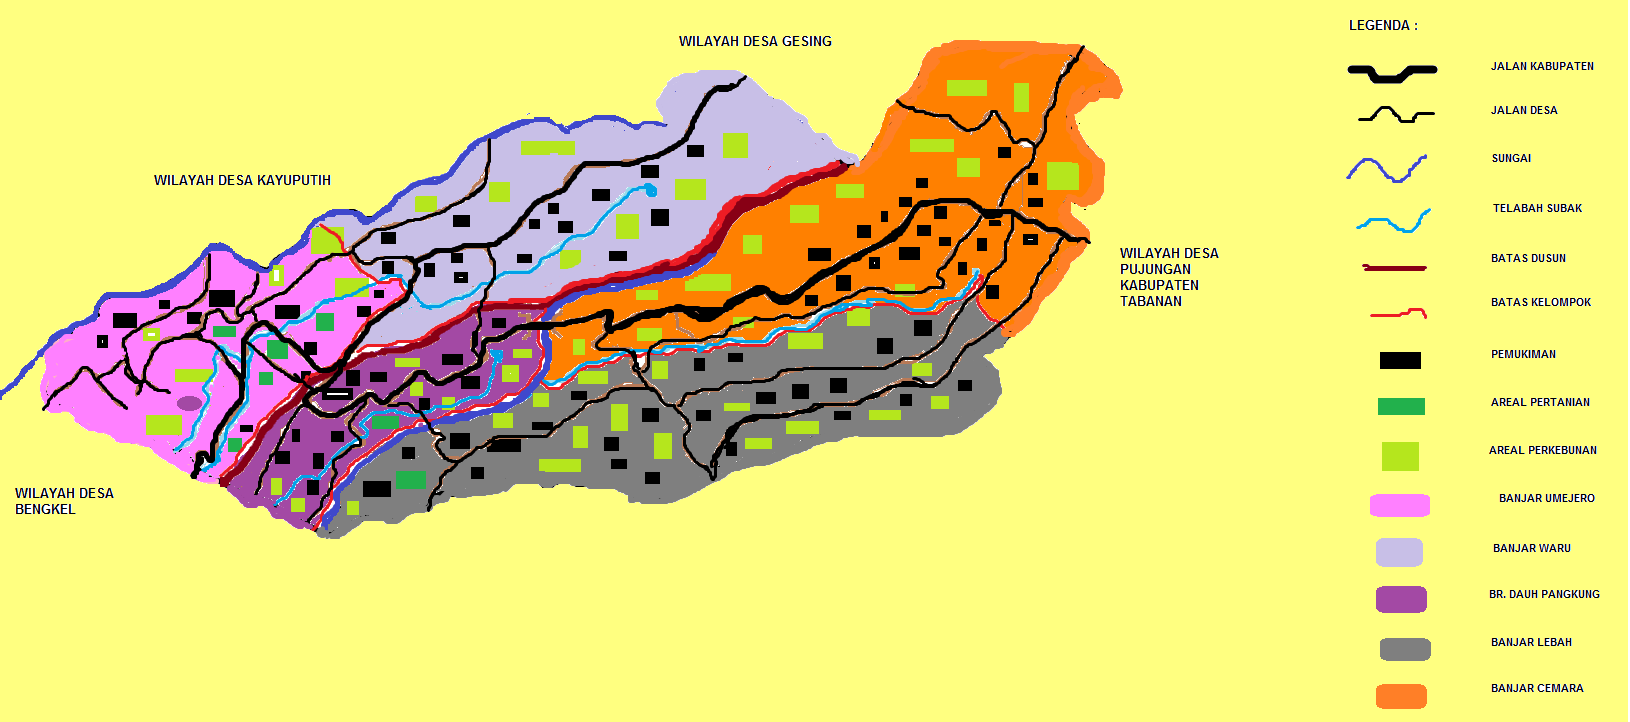 WILAYAH DESA GESING
WILAYAH DESA KAYUPUTIH
WILAYAH DESA
PUJUNGAN
KABUPATEN
TABANAN
WILAYAH DESA
BENGKEL
LEGENDA :
JALAN KABUPATEN
JALAN DESA
SUNGAI
TELABAH SUBAK
BATAS DUSUN
BATAS KELOMPOK
PEMUKIMAN
AREAL PERTANIAN
AREAL PERKEBUNAN
BANJAR UMEJERO
BANJAR WARU
BR. DAUH PANGKUNG
BANJAR LEBAH
BANJAR CEMARA